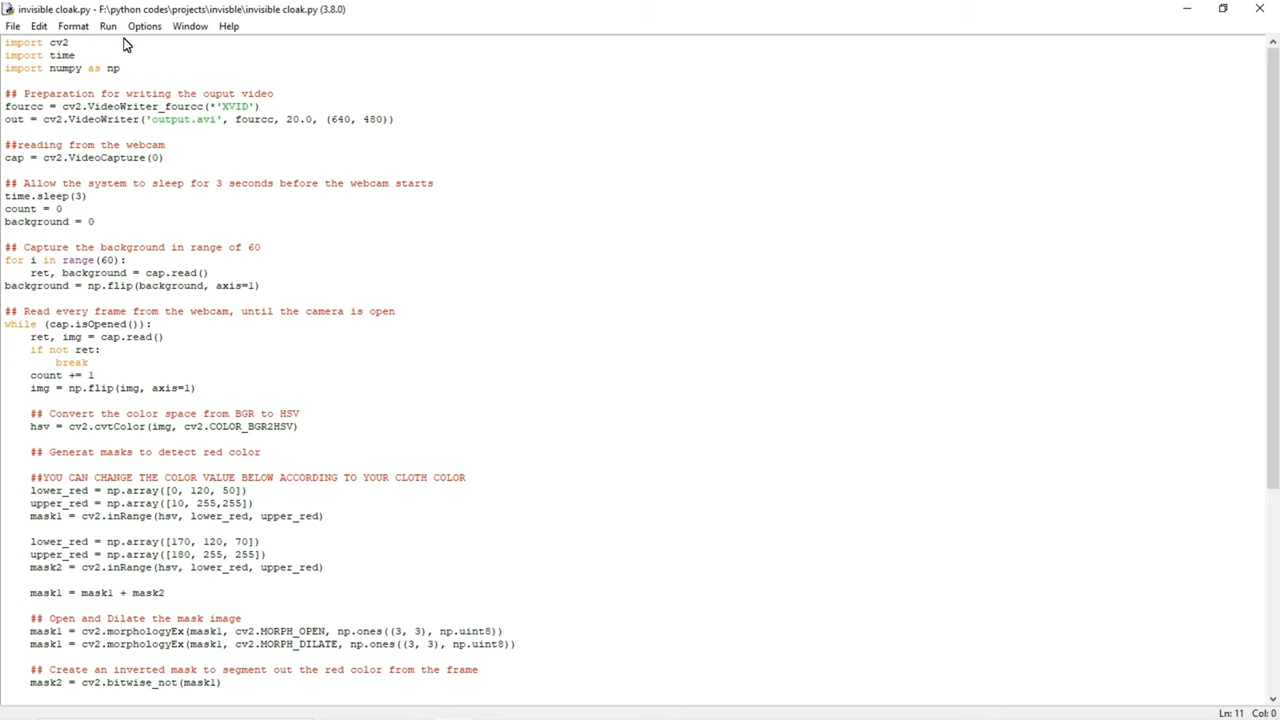 invisible cloak.py - F:\python codes\projects\invisble\invisible cloak.py (3.8.0)
File Edit Format Run Options Window Help
import cv2
import time
import numpy as np
## Preparation for writing the ouput video
fourcc = cv2.VideoWriter_fourcc(*'XVID')
out = cv2.VideoWriter('output.avi', fourcc, 20.0, (640, 480))
##reading from the webcam
cap = cv2.VideoCapture(0)
## Allow the system to sleep for 3 seconds before the webcam starts
time.sleep(3)
count = 0
background = 0
## Capture the background in range of 60
for i in range(60):
    ret, background = cap.read()
background = np.flip(background, axis=1)
## Read every frame from the webcam, until the camera is open
while (cap.isOpened()):
    ret, img = cap.read()
    if not ret:
        break
    count += 1
    img = np.flip(img, axis=1)
    ## Convert the color space from BGR to HSV
    hsv = cv2.cvtColor(img, cv2.COLOR_BGR2HSV)
    ## Generat masks to detect red color
    ##YOU CAN CHANGE THE COLOR VALUE BELOW ACCORDING TO YOUR CLOTH COLOR
    lower_red = np.array([0, 120, 50])
    upper_red = np.array([10, 255,255])
    mask1 = cv2.inRange(hsv, lower_red, upper_red)
    lower_red = np.array([170, 120, 70])
    upper_red = np.array([180, 255, 255])
    mask2 = cv2.inRange(hsv, lower_red, upper_red)
    mask1 = mask1 + mask2
    ## Open and Dilate the mask image
    mask1 = cv2.morphologyEx(mask1, cv2.MORPH_OPEN, np.ones((3, 3), np.uint8))
    mask1 = cv2.morphologyEx(mask1, cv2.MORPH_DILATE, np.ones((3, 3), np.uint8))
    ## Create an inverted mask to segment out the red color from the frame
    mask2 = cv2.bitwise_not(mask1)
Ln: 11 Col: 0